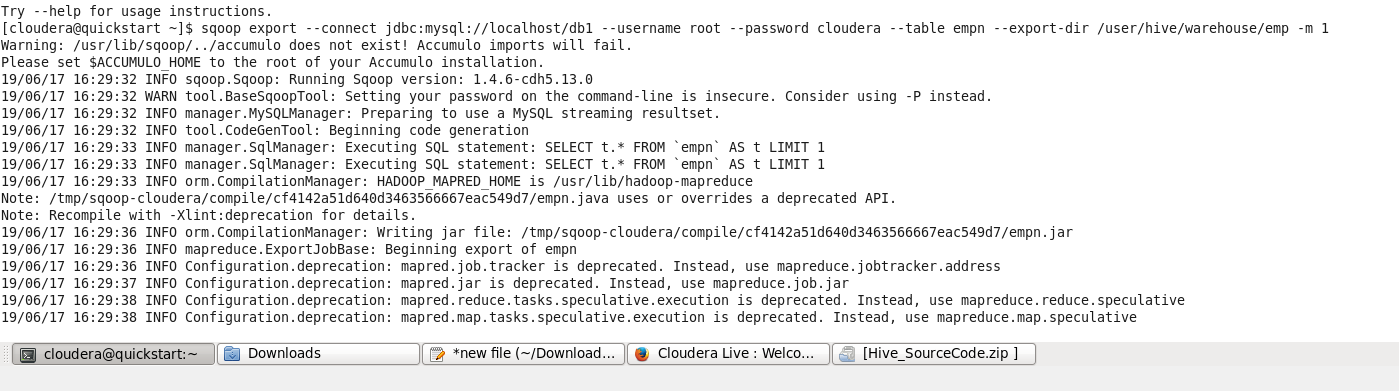 Try --help for usage instructions.
[cloudera@quickstart ~]$ sqoop export --connect jdbc:mysql://localhost/db1 --username root --password cloudera --table empn --export-dir /user/hive/warehouse/emp -m 1
Warning: /usr/lib/sqoop/../accumulo does not exist! Accumulo imports will fail.
Please set $ACCUMULO_HOME to the root of your Accumulo installation.
19/06/17 16:29:32 INFO sqoop.Sqoop: Running Sqoop version: 1.4.6-cdh5.13.0
19/06/17 16:29:32 WARN tool.BaseSqoopTool: Setting your password on the command-line is insecure. Consider using -P instead.
19/06/17 16:29:32 INFO manager.MySQLManager: Preparing to use a MySQL streaming resultset.
19/06/17 16:29:32 INFO tool.CodeGenTool: Beginning code generation
19/06/17 16:29:33 INFO manager.SqlManager: Executing SQL statement: SELECT t.* FROM `empn` AS t LIMIT 1
19/06/17 16:29:33 INFO manager.SqlManager: Executing SQL statement: SELECT t.* FROM `empn` AS t LIMIT 1
19/06/17 16:29:33 INFO orm.CompilationManager: HADOOP_MAPRED_HOME is /usr/lib/hadoop-mapreduce
Note: /tmp/sqoop-cloudera/compile/cf4142a51d640d3463566667eac549d7/empn.java uses or overrides a deprecated API.
Note: Recompile with -Xlint:deprecation for details.
19/06/17 16:29:36 INFO orm.CompilationManager: Writing jar file: /tmp/sqoop-cloudera/compile/cf4142a51d640d3463566667eac549d7/empn.jar
19/06/17 16:29:36 INFO mapreduce.ExportJobBase: Beginning export of empn
19/06/17 16:29:36 INFO Configuration.deprecation: mapred.job.tracker is deprecated. Instead, use mapreduce.jobtracker.address
19/06/17 16:29:37 INFO Configuration.deprecation: mapred.jar is deprecated. Instead, use mapreduce.job.jar
19/06/17 16:29:38 INFO Configuration.deprecation: mapred.reduce.tasks.speculative.execution is deprecated. Instead, use mapreduce.reduce.speculative
19/06/17 16:29:38 INFO Configuration.deprecation: mapred.map.tasks.speculative.execution is deprecated. Instead, use mapreduce.map.speculative
cloudera@quickstart:~ Downloads *new file (~/Download... Cloudera Live : Welco... [Hive_SourceCode.zip ]